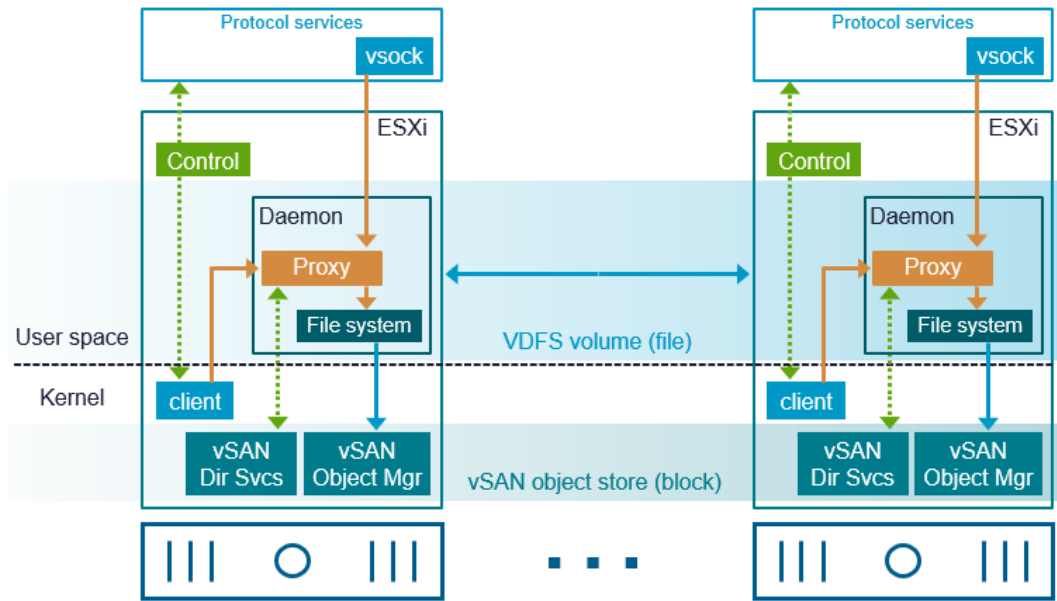 Protocol services
Protocol services
vsock
vsock
ESXi
ESXi
Control
Control
Daemon
Daemon
Proxy
Proxy
File system
File system
User space
VDFS volume (file)
Kernel
client
client
vSAN
Dir Svcs
vSAN
Object Mgr
vSAN
Dir Svcs
vSAN
Object Mgr
vSAN object store (block)